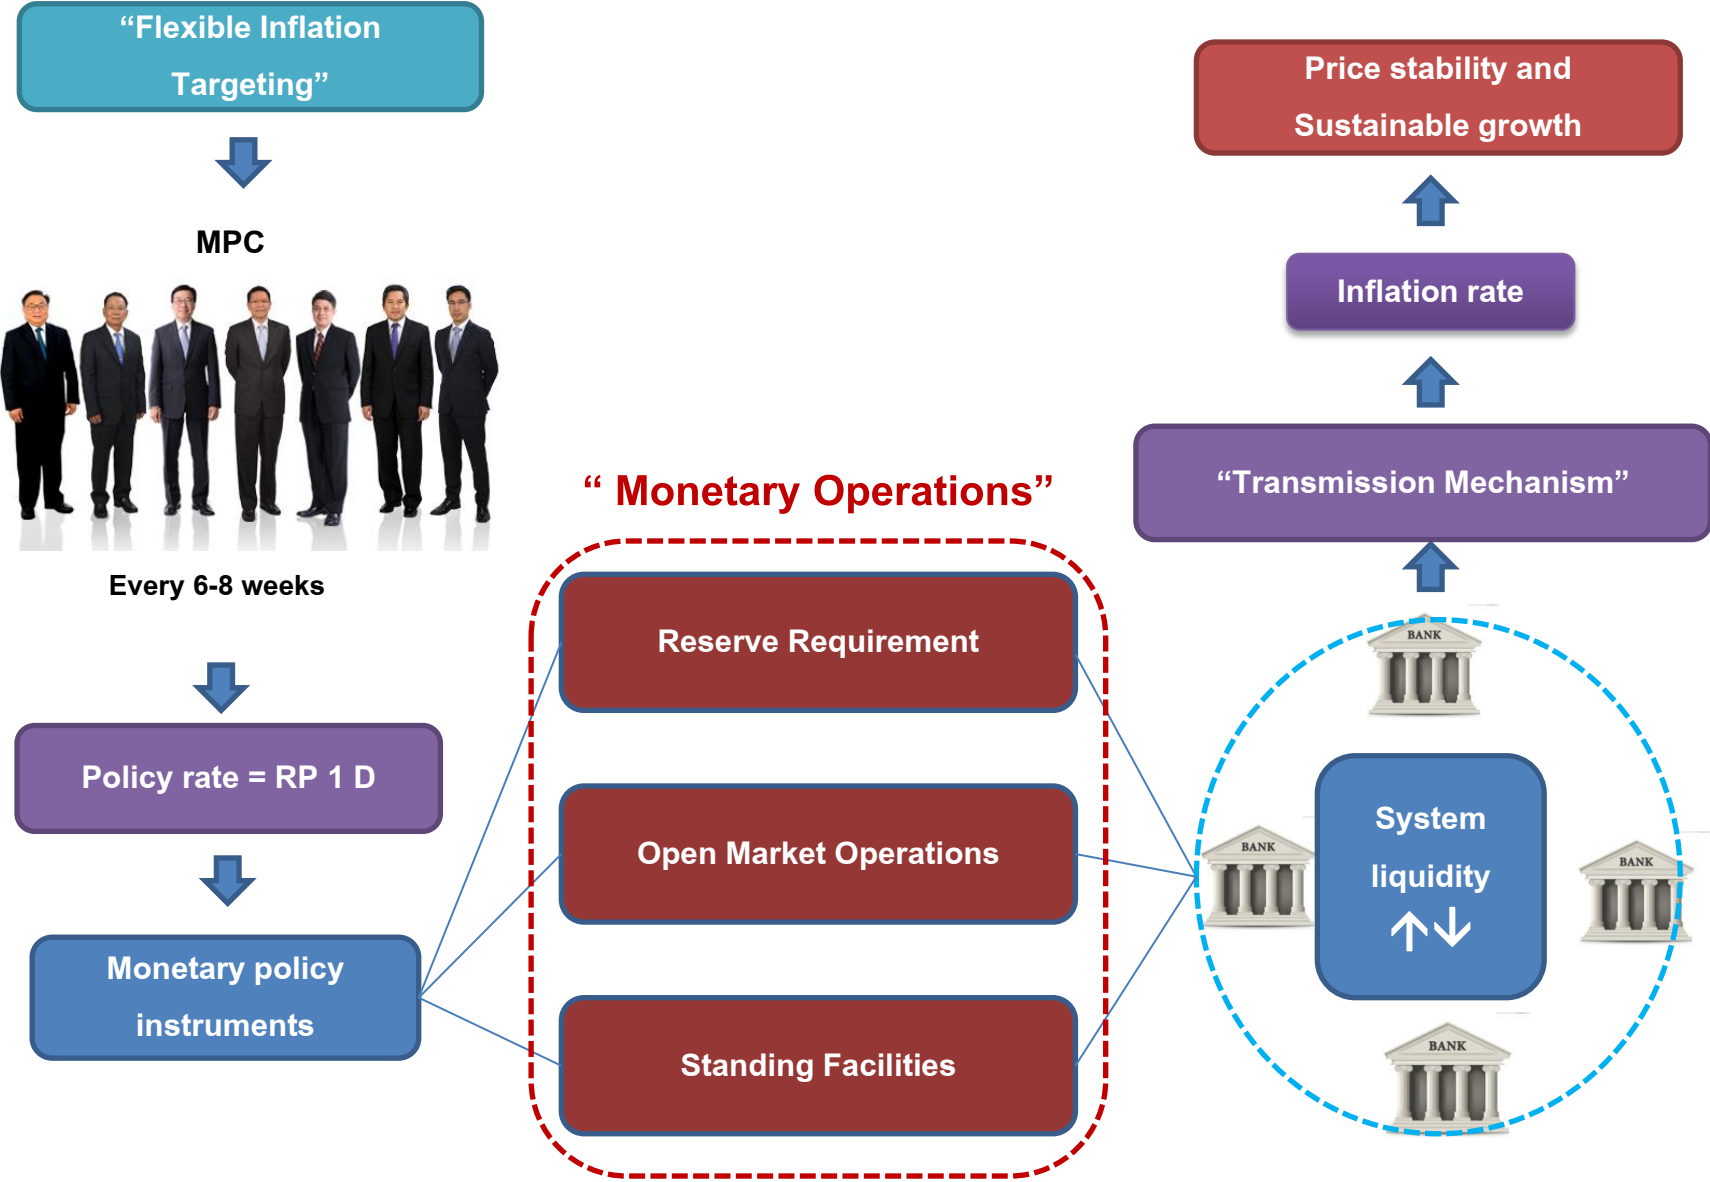 “Flexible Inflation
Targeting”
MPC
Every 6-8 weeks
Policy rate = RP 1 D
Monetary policy
instruments
“ Monetary Operations”
Reserve Requirement
Open Market Operations
Standing Facilities
Price stability and
Sustainable growth
Inflation rate
“Transmission Mechanism”
BANK
BANK
System
liquidity
BANK
BANK